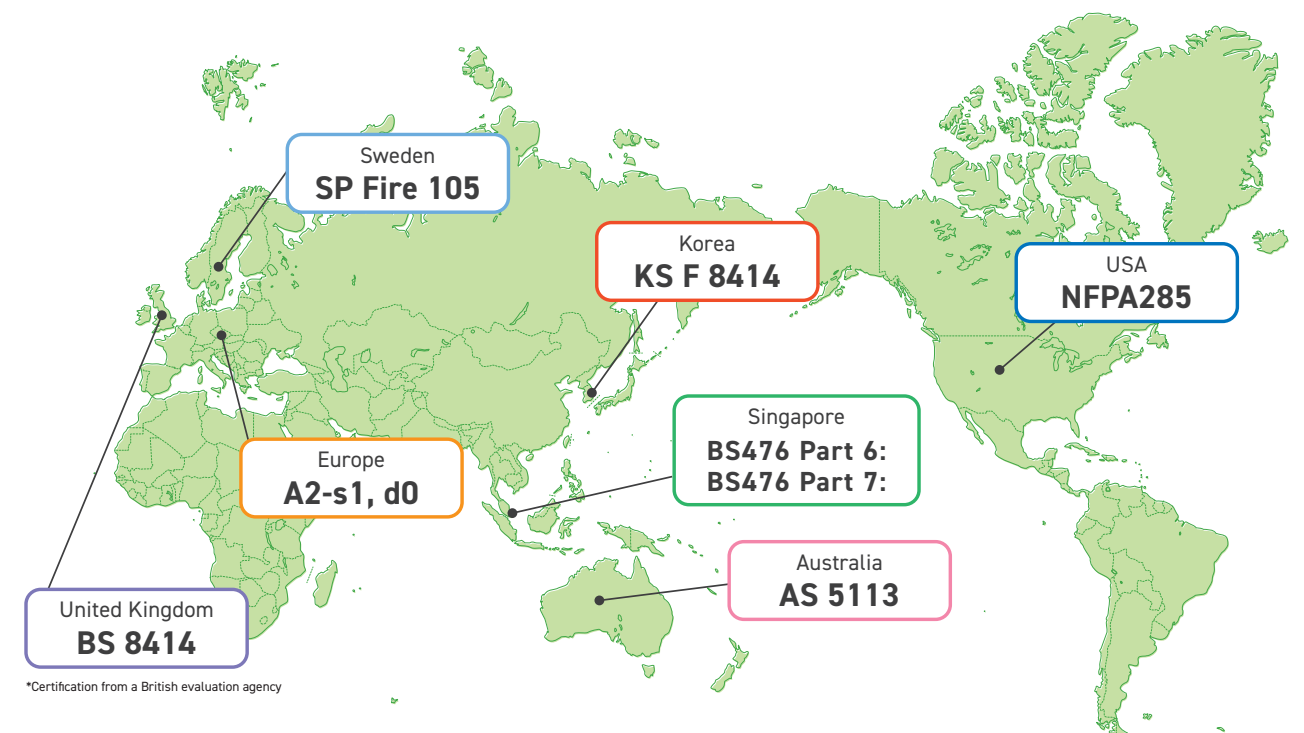 Sweden
SP Fire 105
Korea
KS F 8414
USA
NFPA285
Singapore
BS476 Part 6:
BS476 Part 7:
Europe
A2-s1, d0
Australia
AS 5113
United Kingdom
BS 8414
*Certification from a British evaluation agency